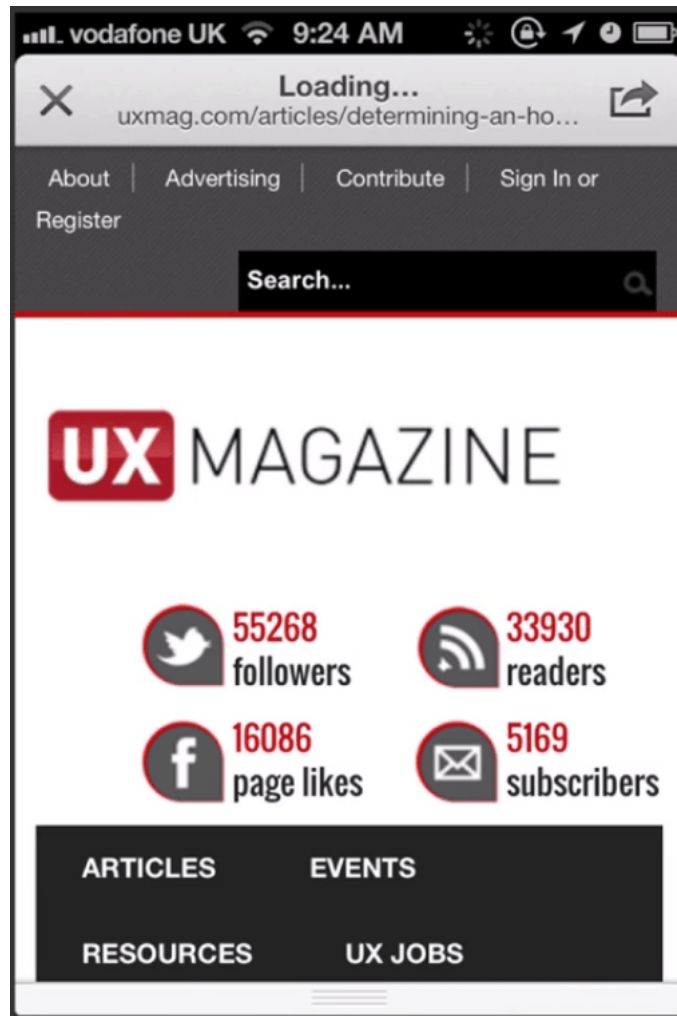 vodafone UK 9:24 AM
Loading...
uxmag.com/articles/determining-an-ho...
About Advertising Contribute Sign In or
Register
Search...
UX MAGAZINE
55268 33930
followers readers
16086 5169
page likes subscribers
ARTICLES EVENTS
RESOURCES UX JOBS